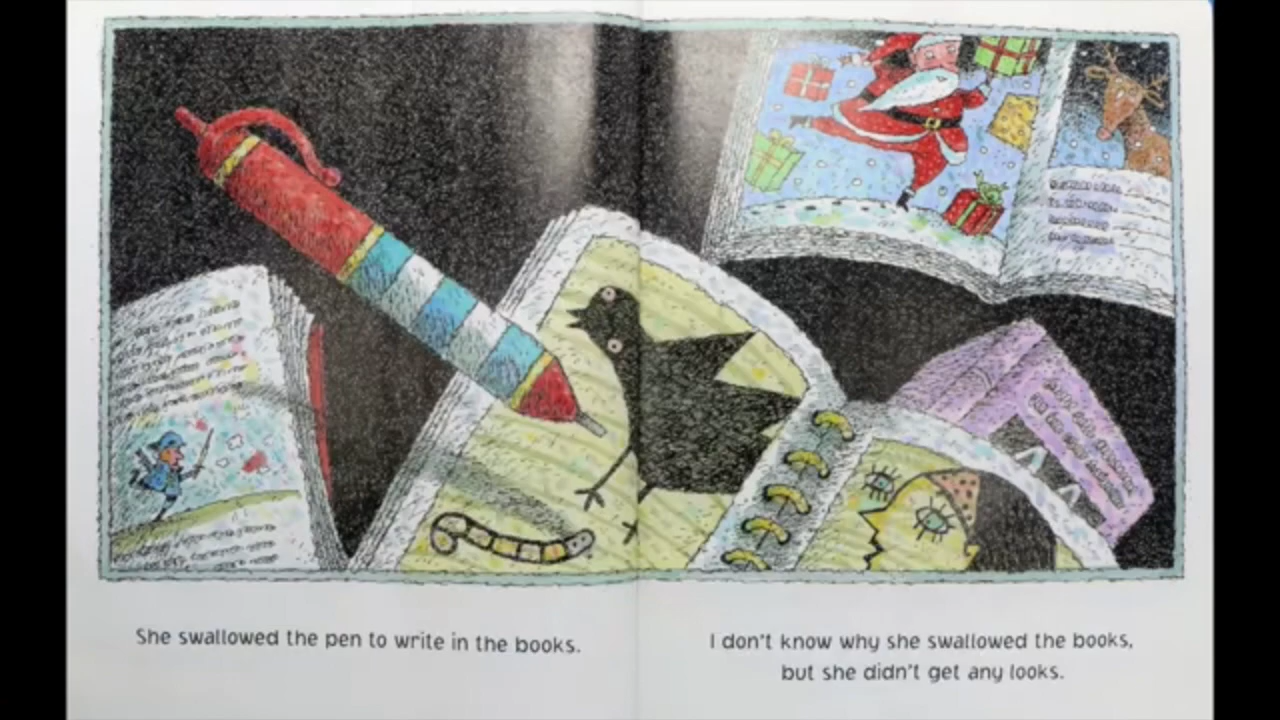 She swallowed the pen to write in the books.
I don't know why she swallowed the books,
but she didn't get any looks.